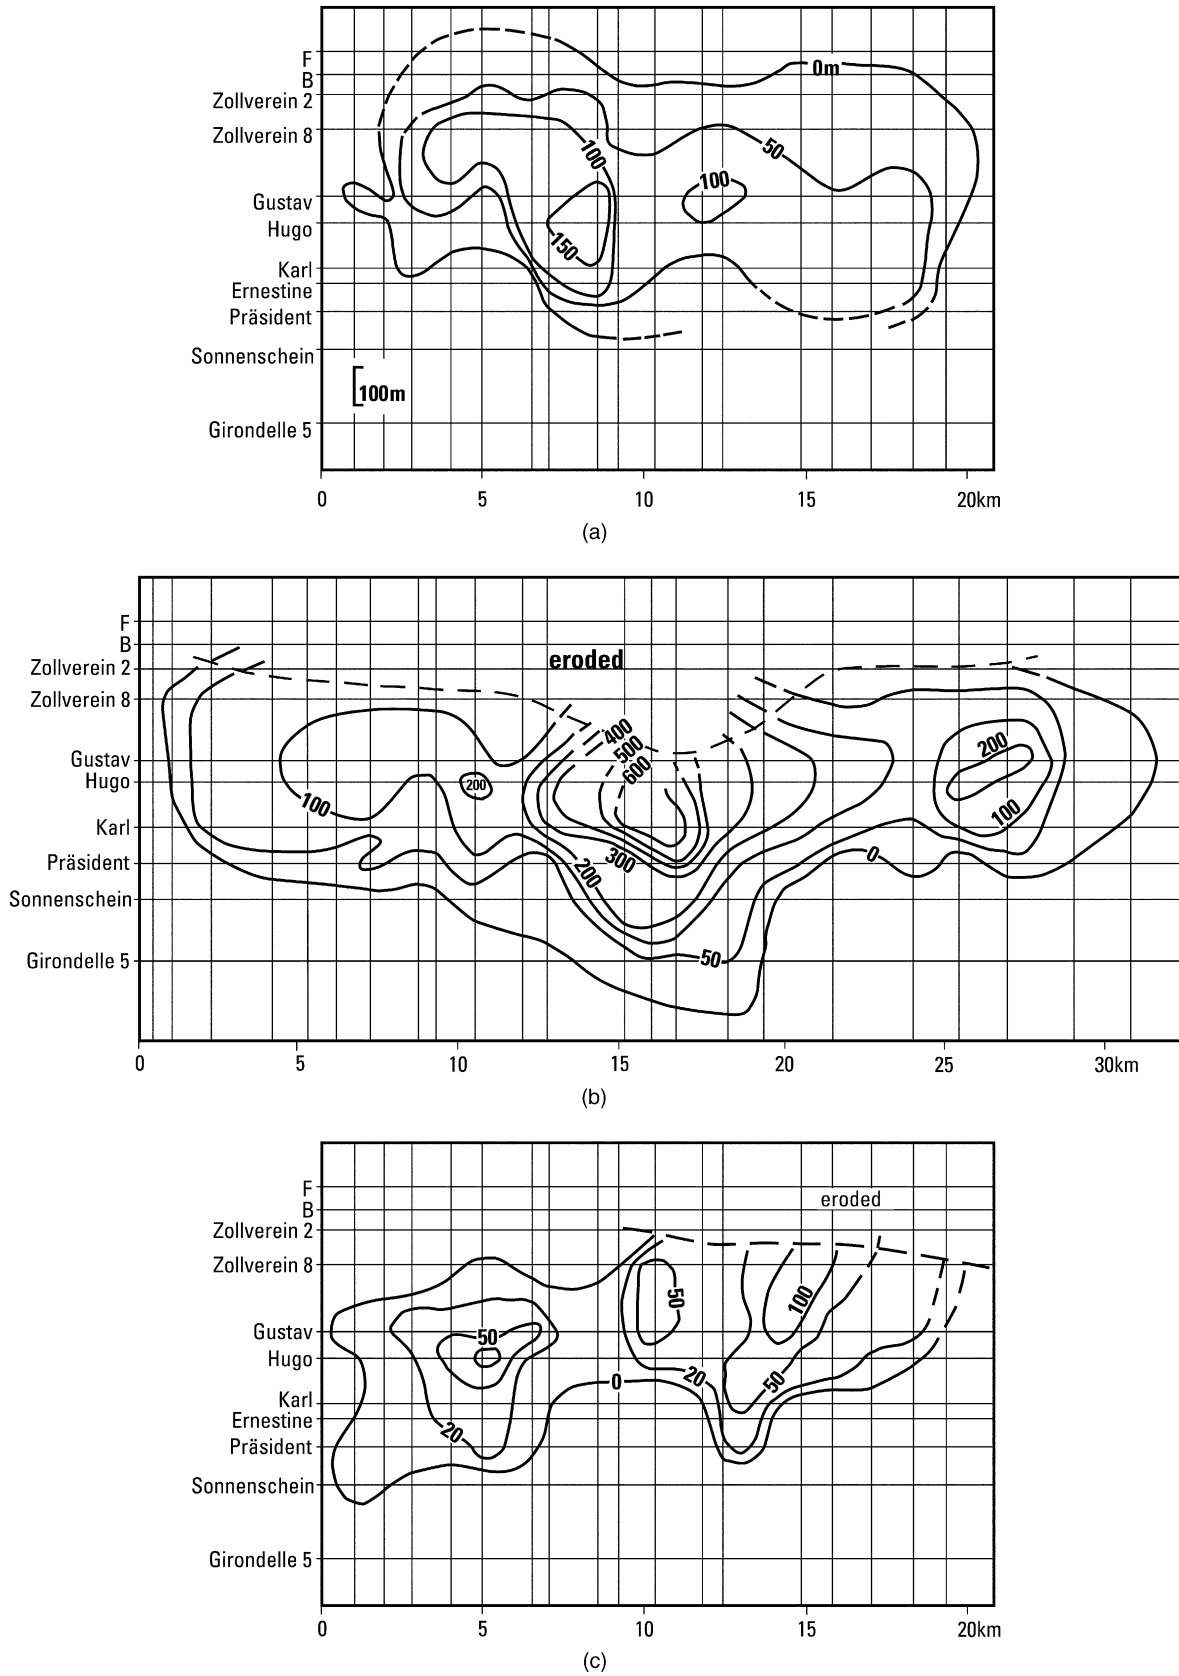 F
B
Zollverein 2
Zollverein 8
Gustav
Hugo
Karl
Ernestine
Präsident
Sonnenschein
Girondelle 5
0m
50
100
100
150
100m
0 5 10 15 20km
(a)
F
B
Zollverein 2
Zollverein 8
Gustav
Hugo
Karl
Präsident
Sonnenschein
Girondelle 5
eroded
400
500
600
200
200
100
100
300
200
0
50
0 5 10 15 20 25 30km
(b)
F
B
Zollverein 2
Zollverein 8
Gustav
Hugo
Karl
Ernestine
Präsident
Sonnenschein
Girondelle 5
eroded
50
100
50
20
50
0
20
0 5 10 15 20km
(c)